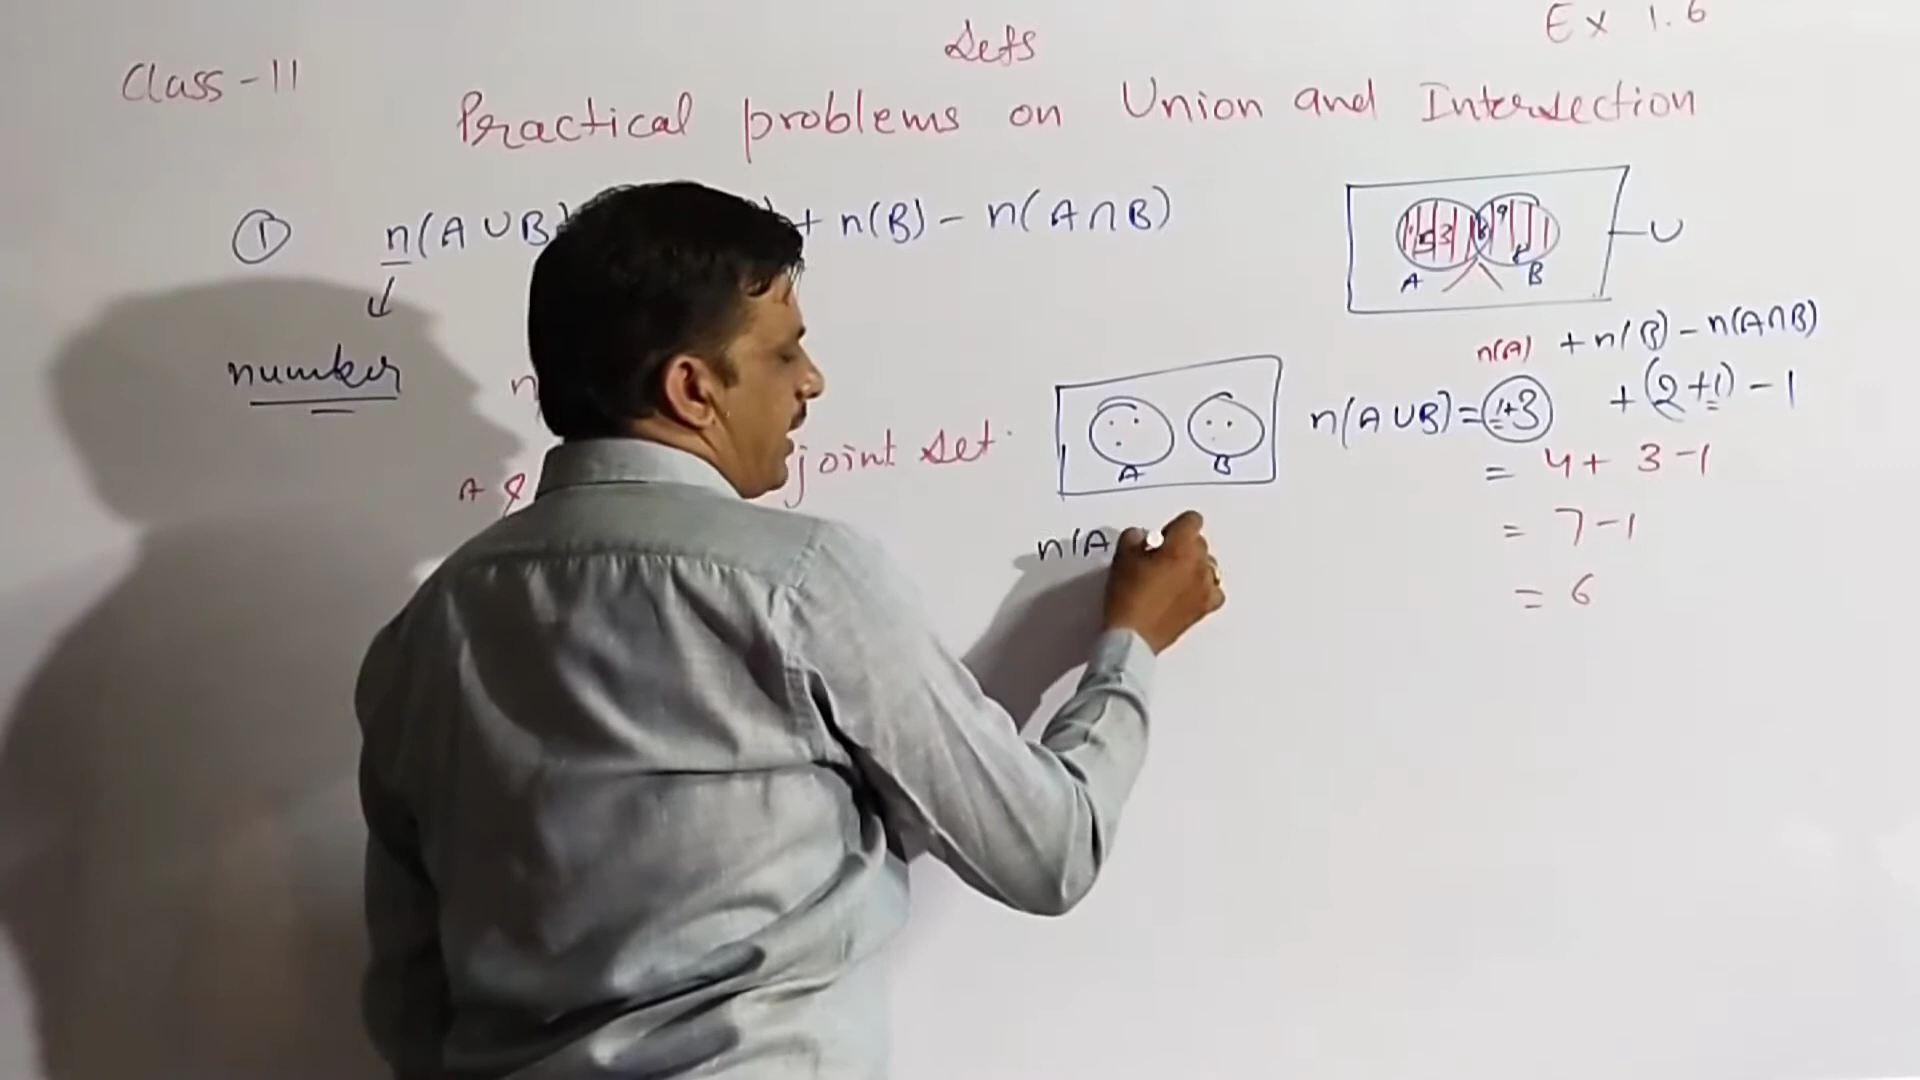 Sets
Ex 1.6
Class-11
Practical problems on Union and Intersection
① n(A∪B) + n(B) - n(A∩B)
↓
number
n
A & joint set.
A B
U
A B
n(A) + n(B) - n(A∩B)
n(A∪B) = 1+3 + (2+1) - 1
= 4 + 3 - 1
= 7 - 1
= 6
n(A